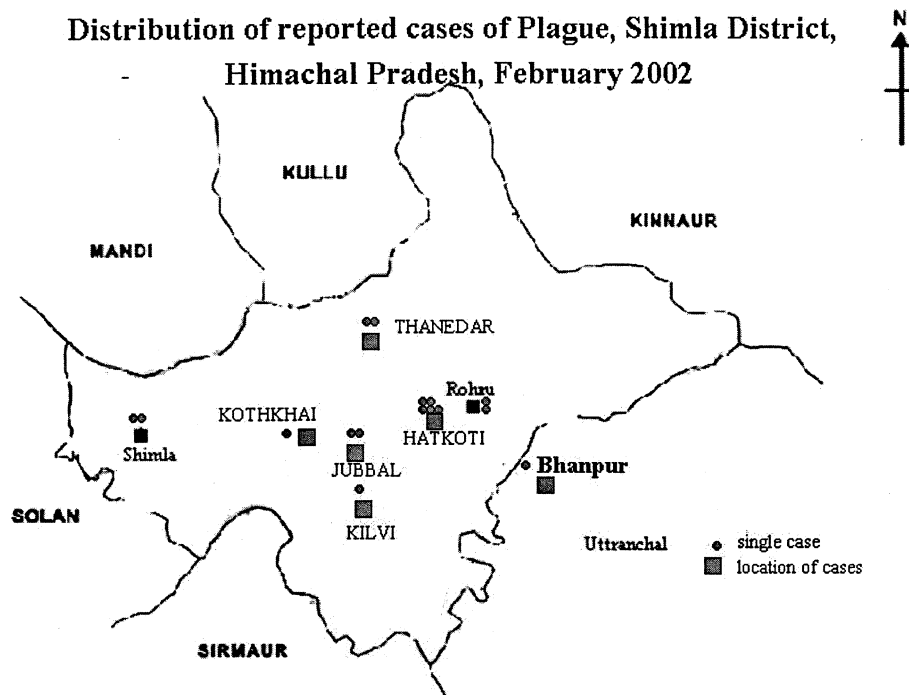 Distribution of reported cases of Plague, Shimla District,
Himachal Pradesh, February 2002
N
KULLU
KINNAUR
MANDI
THANEDAR
Rohru
KOTHKHAI
HATKOTI
Shimla
JUBBAL
Bhanpur
KILVI
SOLAN
Uttranchal
single case
location of cases
SIRMAUR